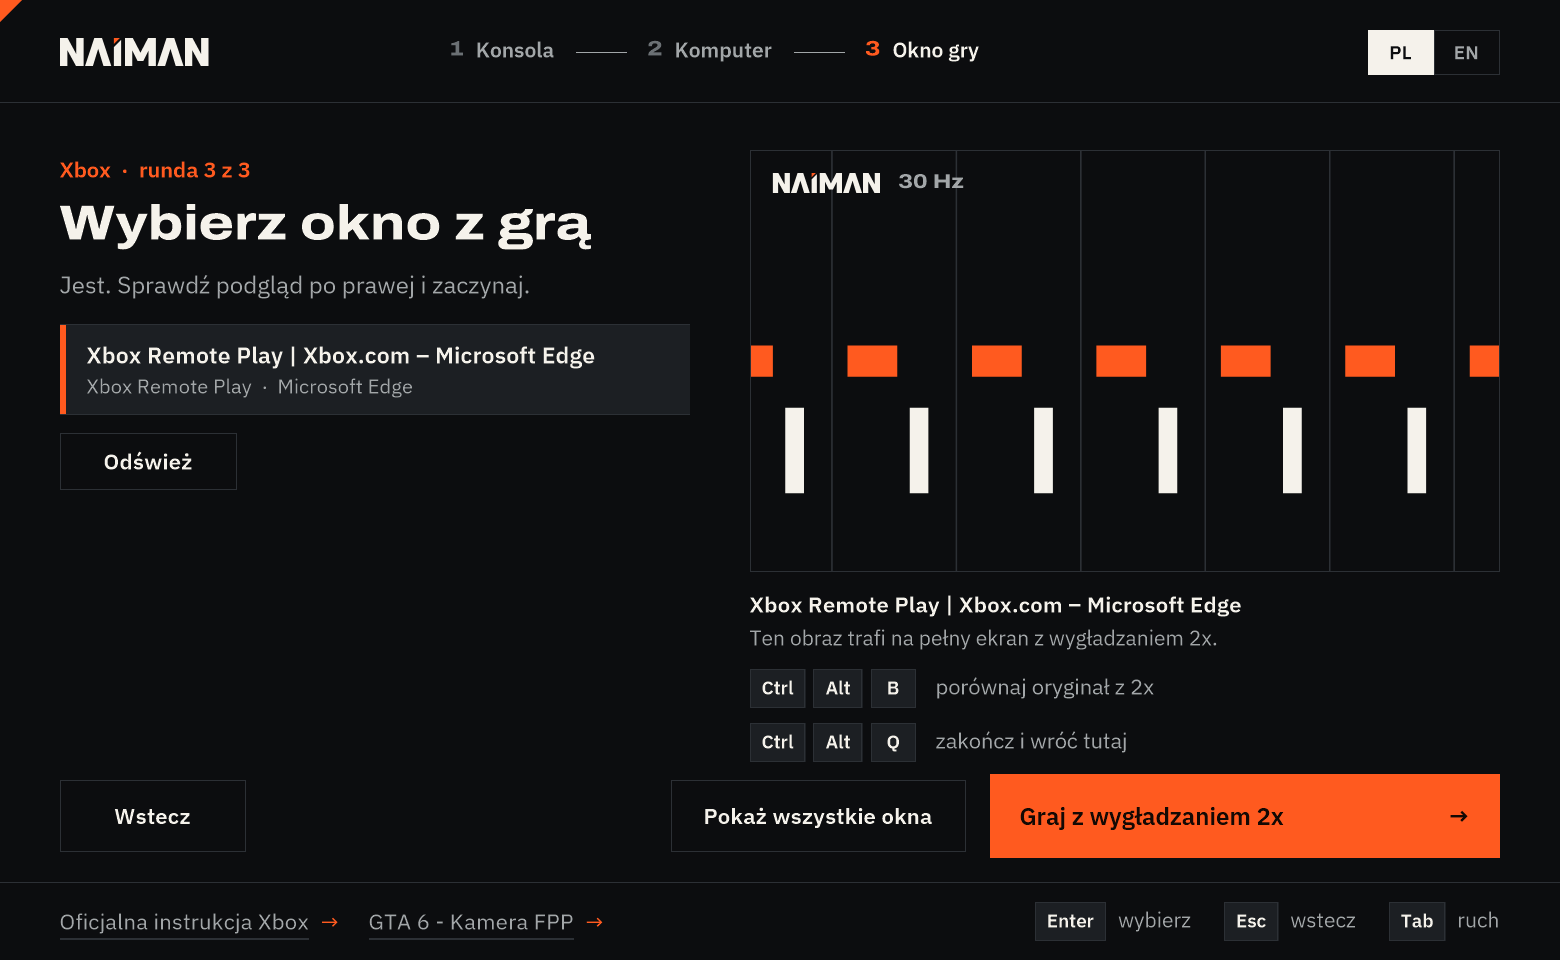 NAIMAN
1 Konsola
2 Komputer
3 Okno gry
PL
EN
Xbox · runda 3 z 3
Wybierz okno z grą
Jest. Sprawdź podgląd po prawej i zaczynaj.
Xbox Remote Play | Xbox.com – Microsoft Edge
Xbox Remote Play · Microsoft Edge
Odśwież
NAIMAN 30 Hz
Xbox Remote Play | Xbox.com – Microsoft Edge
Ten obraz trafi na pełny ekran z wygładzaniem 2x.
Ctrl Alt B porównaj oryginał z 2x
Ctrl Alt Q zakończ i wróć tutaj
Wstecz
Pokaż wszystkie okna
Graj z wygładzaniem 2x →
Oficjalna instrukcja Xbox →
GTA 6 - Kamera FPP →
Enter wybierz
Esc wstecz
Tab ruch